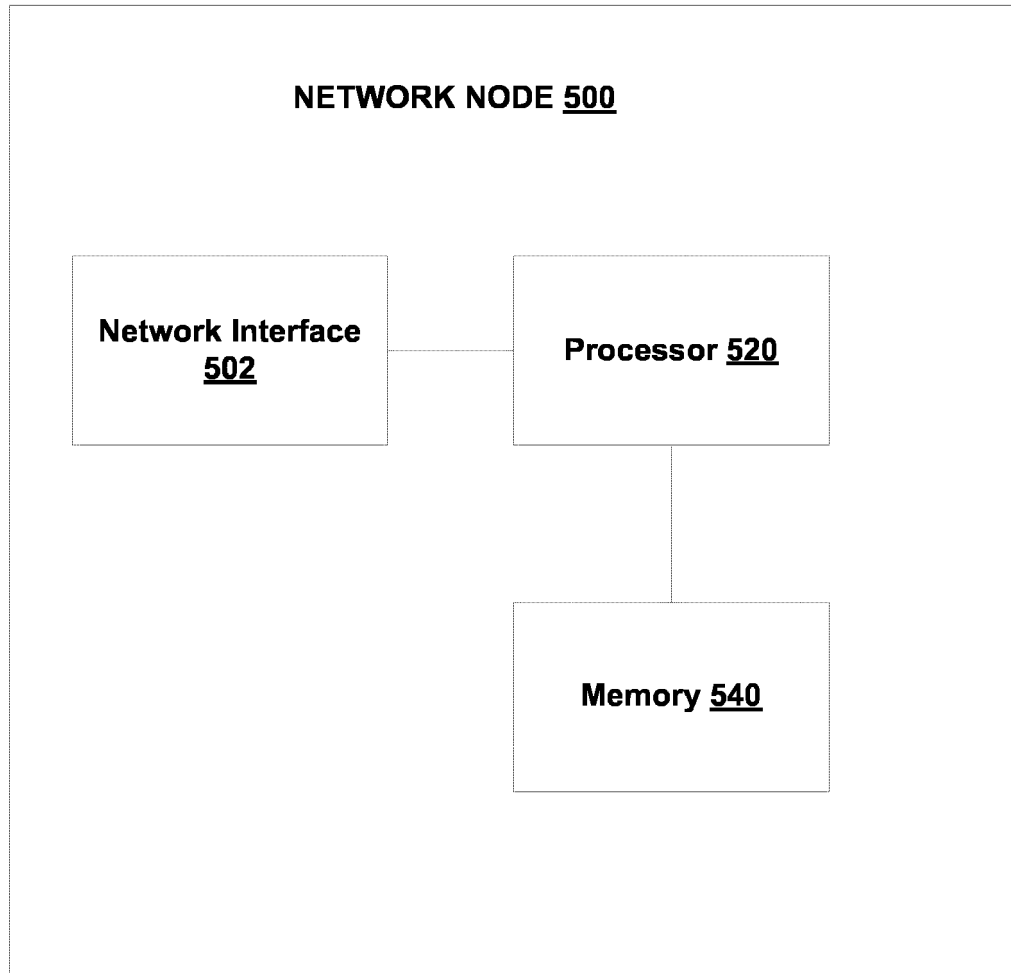 NETWORK NODE 500
Network Interface
502
Processor 520
Memory 540